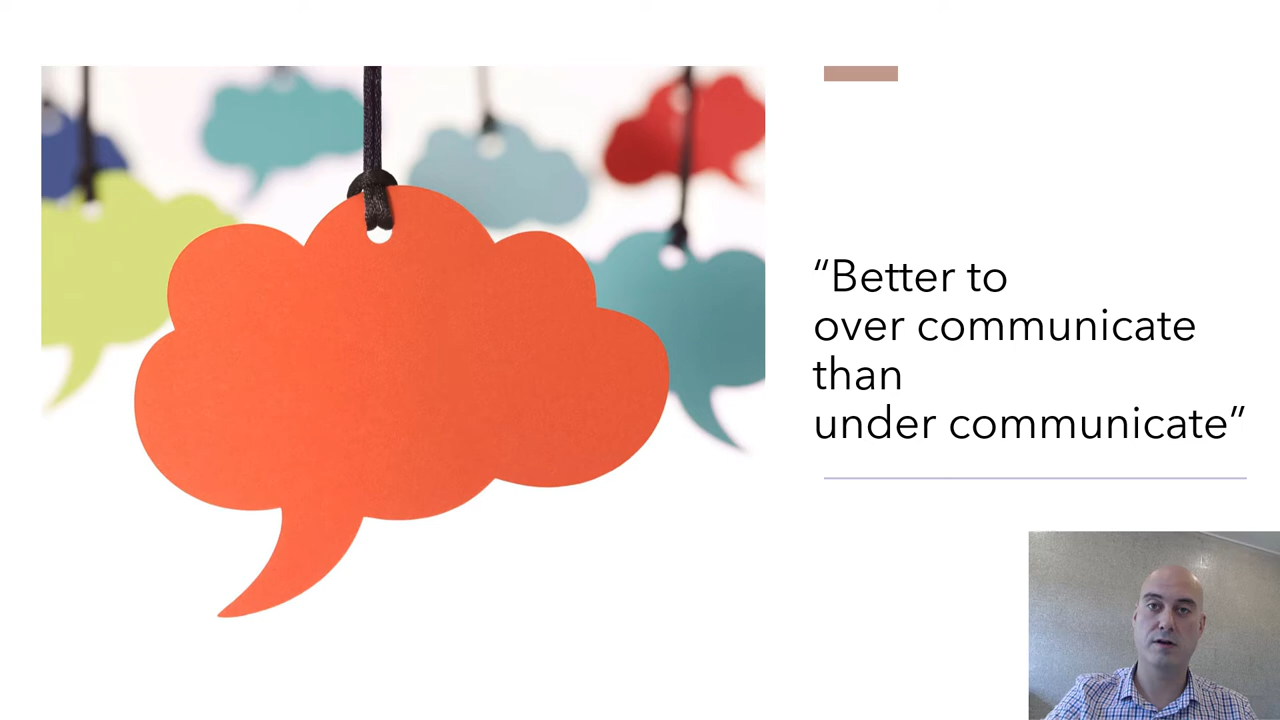 “Better to
over communicate
than
under communicate”